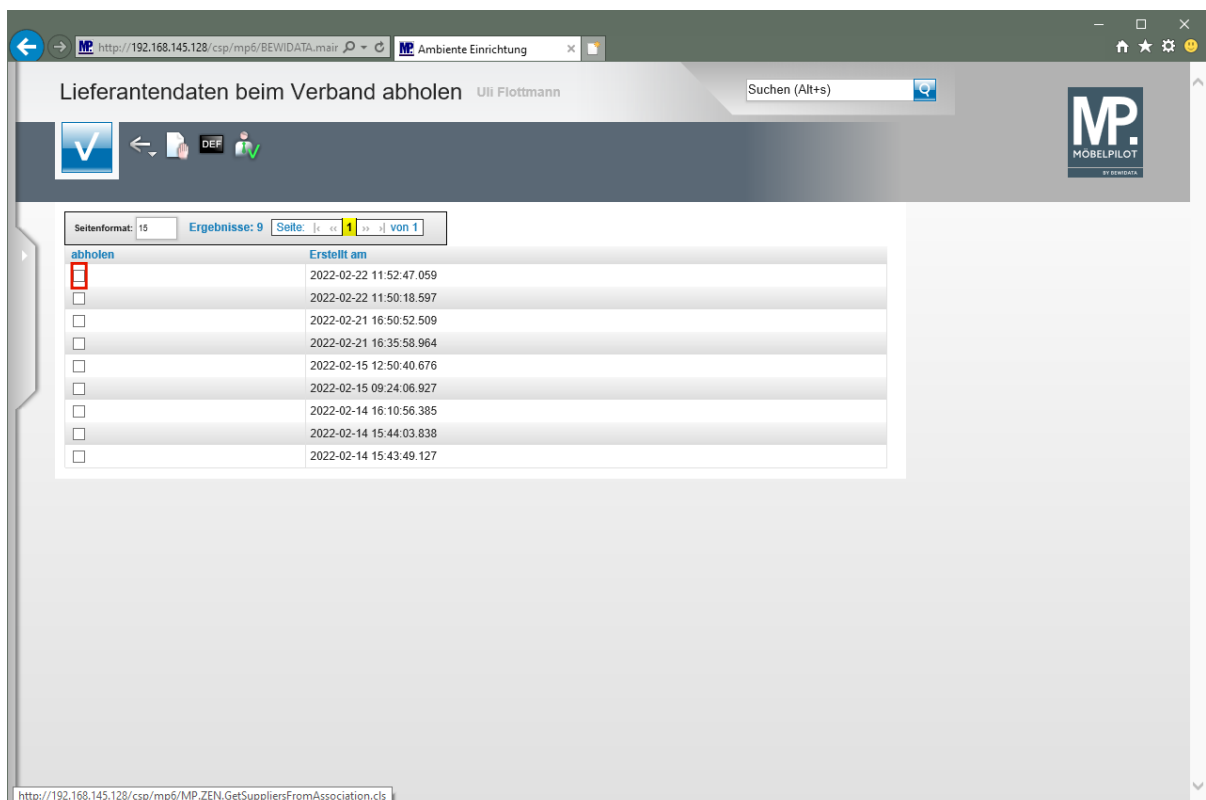 http://192.168.145.128/csp/mp6/BEWIDATA.mair
MP. Ambiente Einrichtung
Lieferantendaten beim Verband abholen Uli Flottmann
Suchen (Alt+s)
MP.
MÖBELPILOT
BY BEWIDATA
DEF
Seitenformat: 15 Ergebnisse: 9 Seite: |‹ ‹‹ 1 ›› ›| von 1
abholen Erstellt am
2022-02-22 11:52:47.059
2022-02-22 11:50:18.597
2022-02-21 16:50:52.509
2022-02-21 16:35:58.964
2022-02-15 12:50:40.676
2022-02-15 09:24:06.927
2022-02-14 16:10:56.385
2022-02-14 15:44:03.838
2022-02-14 15:43:49.127
http://192.168.145.128/csp/mp6/MP.ZEN.GetSuppliersFromAssociation.cls